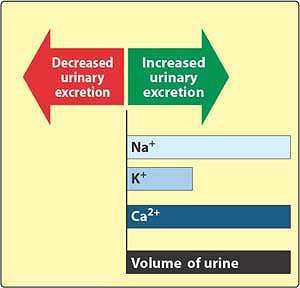 Decreased
urinary
excretion
Increased
urinary
excretion
Na⁺
K⁺
Ca²⁺
Volume of urine